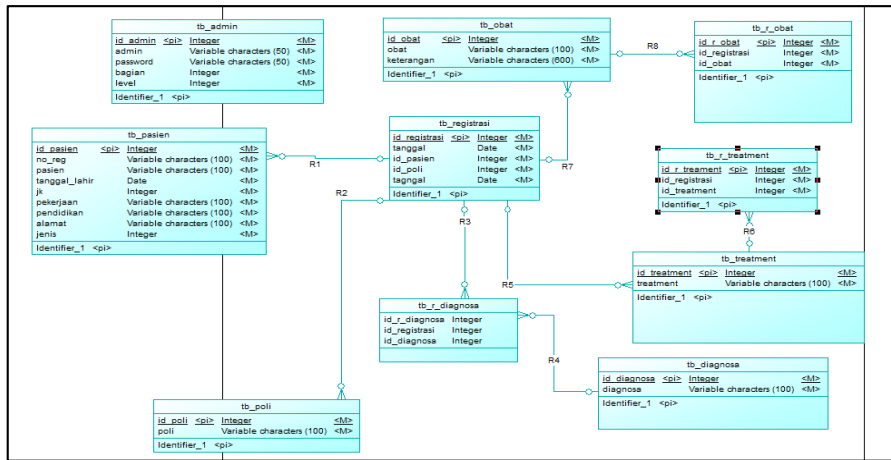 tb_admin
id_admin <pi> Integer <M>
admin Variable characters (50) <M>
password Variable characters (50) <M>
bagian Integer <M>
level Integer <M>
Identifier_1 <pi>
tb_obat
id_obat <pi> Integer <M>
obat Variable characters (100) <M>
keterangan Variable characters (600) <M>
Identifier_1 <pi>
R8
tb_r_obat
id_r_obat <pi> Integer <M>
id_registrasi Integer <M>
id_obat Integer <M>
Identifier_1 <pi>
tb_pasien
id_pasien <pi> Integer <M>
no_reg Variable characters (100) <M>
pasien Variable characters (100) <M>
tanggal_lahir Date <M>
jk Integer <M>
pekerjaan Variable characters (100) <M>
pendidikan Variable characters (100) <M>
alamat Variable characters (100) <M>
jenis Integer <M>
Identifier_1 <pi>
R1
R2
tb_registrasi
id_registrasi <pi> Integer <M>
tanggal Date <M>
id_pasien Integer <M>
id_poli Integer <M>
tagngal Date <M>
Identifier_1 <pi>
R7
R3
R5
tb_r_treatment
id_r_treament <pi> Integer <M>
id_registrasi Integer <M>
id_treatment Integer <M>
Identifier_1 <pi>
R6
tb_treatment
id_treatment <pi> Integer <M>
treatment Variable characters (100) <M>
Identifier_1 <pi>
tb_r_diagnosa
id_r_diagnosa Integer
id_registrasi Integer
id_diagnosa Integer
R4
tb_diagnosa
id_diagnosa <pi> Integer <M>
diagnosa Variable characters (100) <M>
Identifier_1 <pi>
tb_poli
id_poli <pi> Integer <M>
poli Variable characters (100) <M>
Identifier_1 <pi>